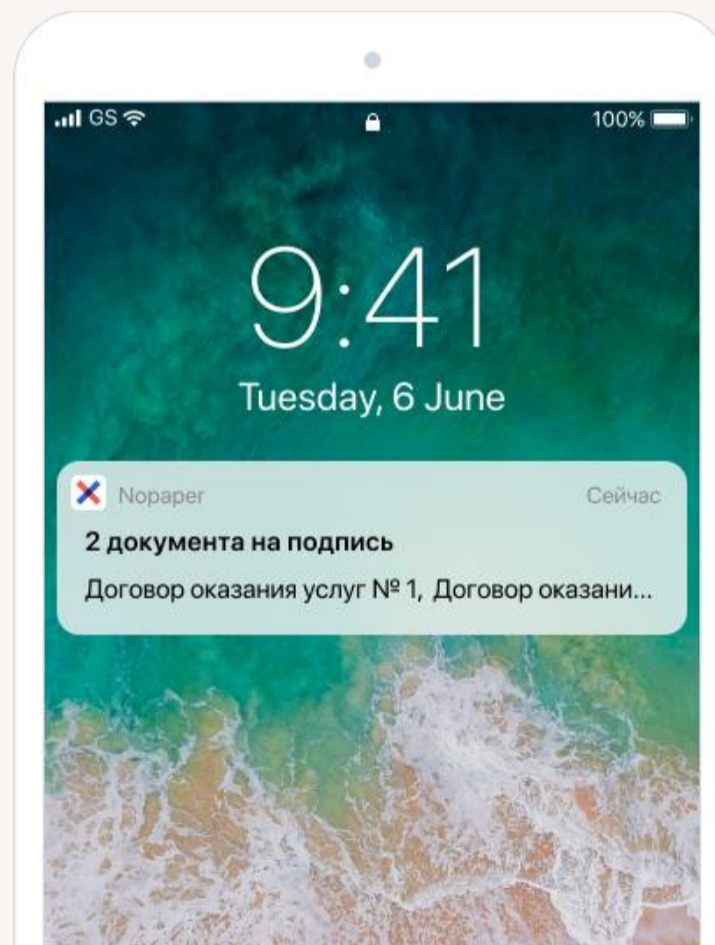 GS 100%
9:41
Tuesday, 6 June
Nopaper Сейчас
2 документа на подпись
Договор оказания услуг № 1, Договор оказани...